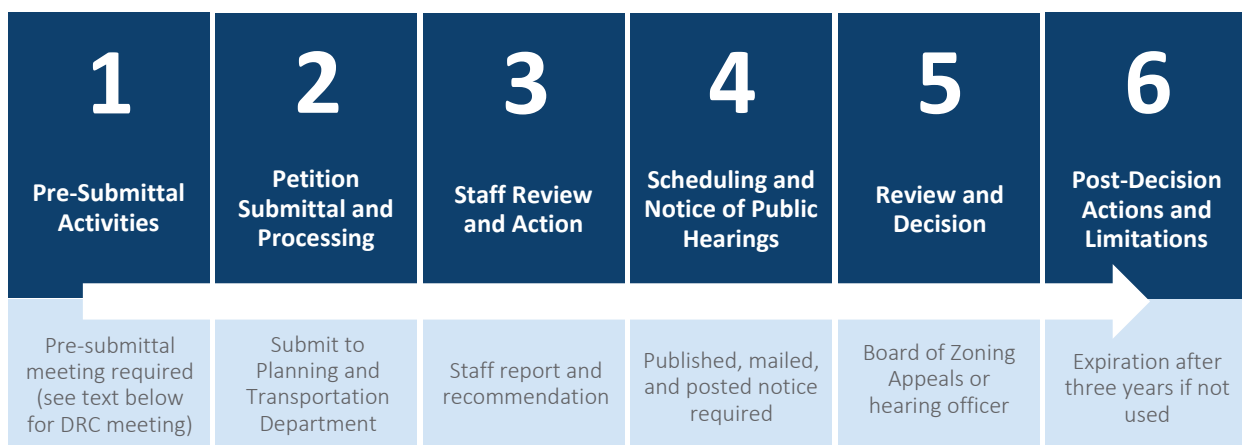 1
Pre-Submittal
Activities
2
Petition
Submittal and
Processing
3
Staff Review
and Action
4
Scheduling and
Notice of Public
Hearings
5
Review and
Decision
6
Post-Decision
Actions and
Limitations
Pre-submittal
meeting required
(see text below
for DRC meeting)
Submit to
Planning and
Transportation
Department
Staff report and
recommendation
Published, mailed,
and posted notice
required
Board of Zoning
Appeals or
hearing officer
Expiration after
three years if not
used